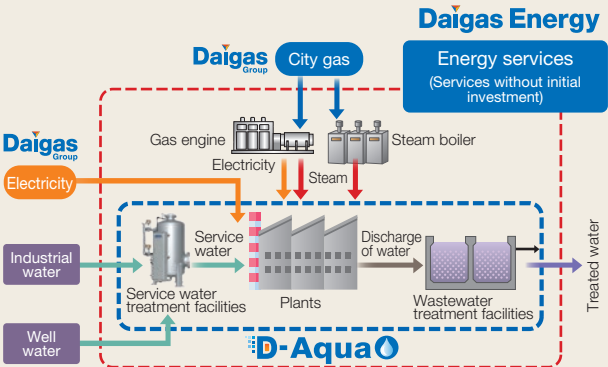 Daigas Energy
Energy services
(Services without initial
investment)
Daigas
Group
City gas
Gas engine
Steam boiler
Electricity
Steam
Daigas
Group
Electricity
Industrial
water
Well
water
Service
water
Service water
treatment facilities
Plants
Discharge
of water
Wastewater
treatment facilities
Treated water
D-Aqua